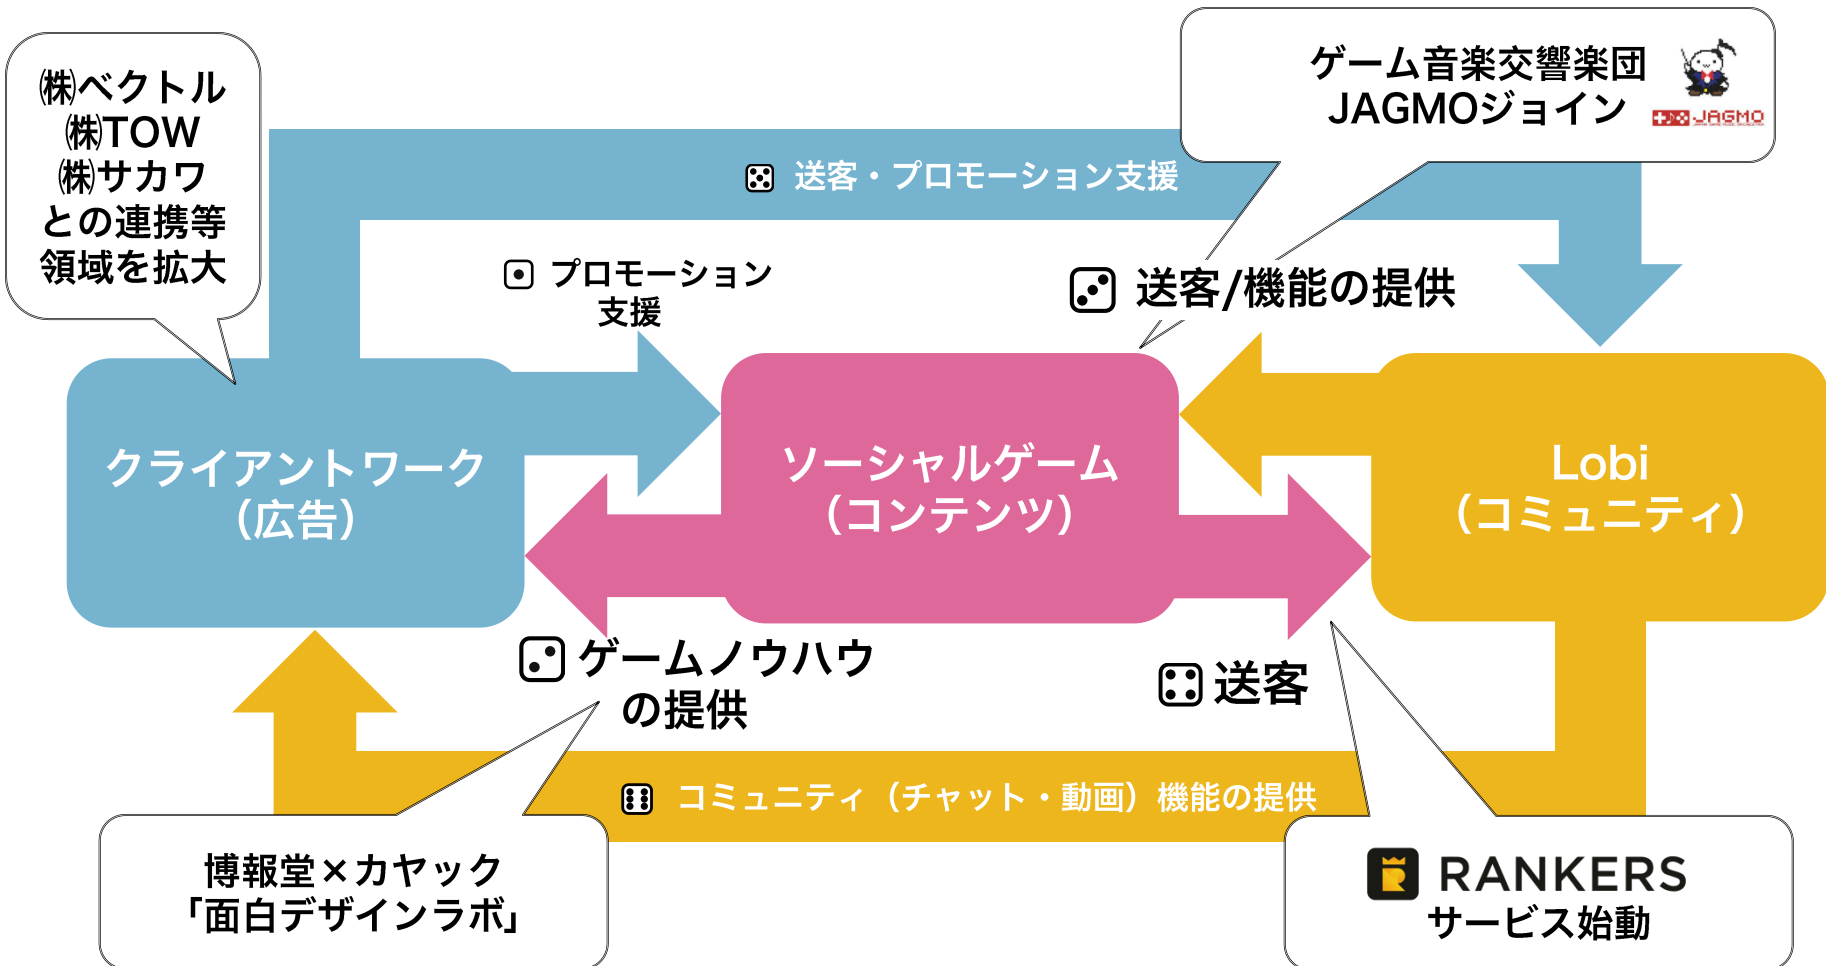 ㈱ベクトル
㈱TOW
㈱サカワ
との連携等
領域を拡大
ゲーム音楽交響楽団
JAGMOジョイン
JAGMO
送客・プロモーション支援
プロモーション
支援
送客/機能の提供
クライアントワーク
（広告）
ソーシャルゲーム
（コンテンツ）
Lobi
（コミュニティ）
ゲームノウハウ
の提供
送客
コミュニティ（チャット・動画）機能の提供
博報堂×カヤック
「面白デザインラボ」
RANKERS
サービス始動